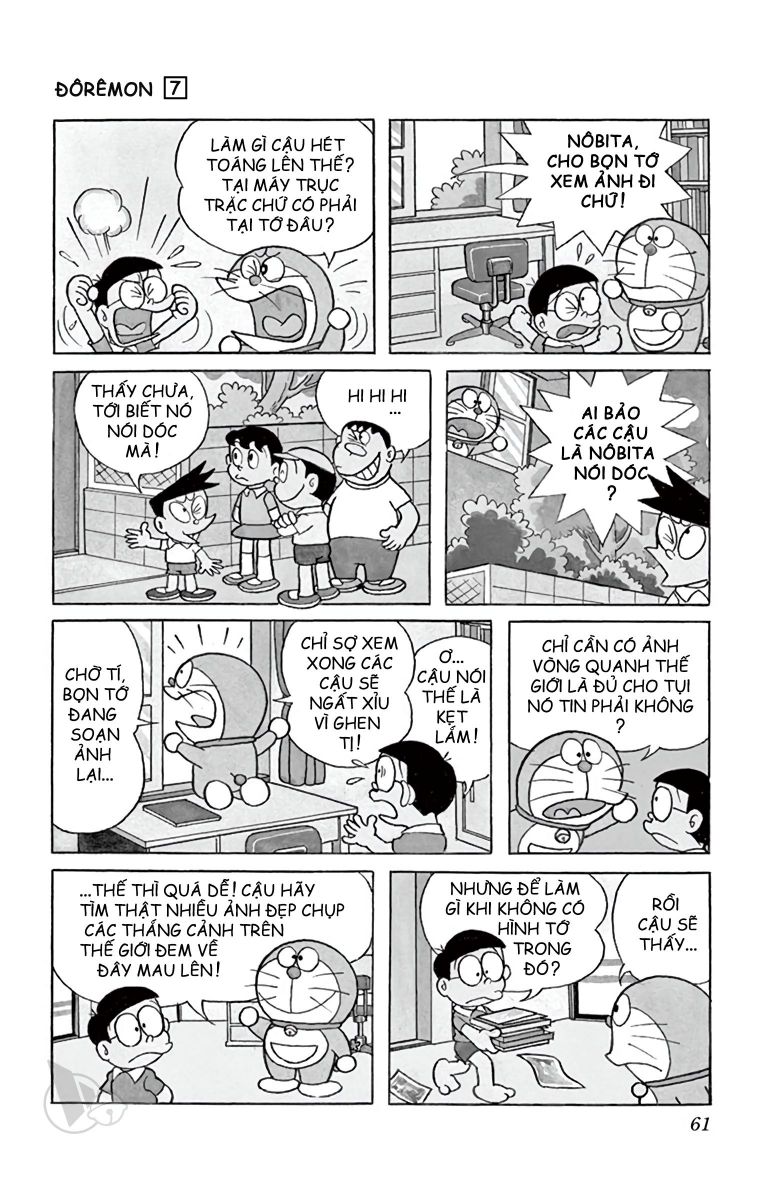 ĐÔRÊMON 7
LÀM GÌ CẬU HÉT
TOÁNG LÊN THẾ?
TẠI MÁY TRỤC
TRẶC CHỨ CÓ PHẢI
TẠI TỚ ĐÂU?
NÔBITA,
CHO BỌN TỚ
XEM ẢNH ĐI
CHỨ!
THẤY CHƯA,
TỚI BIẾT NÓ
NÓI DÓC
MÀ!
HI HI HI
...
AI BẢO
CÁC CẬU
LÀ NÔBITA
NÓI DÓC
?
CHỜ TÍ,
BỌN TỚ
ĐANG
SOẠN
ẢNH
LẠI...
CHỈ SỢ XEM
XONG CÁC
CẬU SẼ
NGẤT XỈU
VÌ GHEN
TỊ!
Ơ...
CẬU NÓI
THẾ LÀ
KẸT
LẮM!
CHỈ CẦN CÓ ẢNH
VÒNG QUANH THẾ
GIỚI LÀ ĐỦ CHO TỤI
NÓ TIN PHẢI KHÔNG
?
...THẾ THÌ QUÁ DỄ! CẬU HÃY
TÌM THẬT NHIỀU ẢNH ĐẸP CHỤP
CÁC THẮNG CẢNH TRÊN
THẾ GIỚI ĐEM VỀ
ĐÂY MAU LÊN!
NHƯNG ĐỂ LÀM
GÌ KHI KHÔNG CÓ
HÌNH TỚ
TRONG
ĐÓ?
RỒI
CẬU SẼ
THẤY...
61